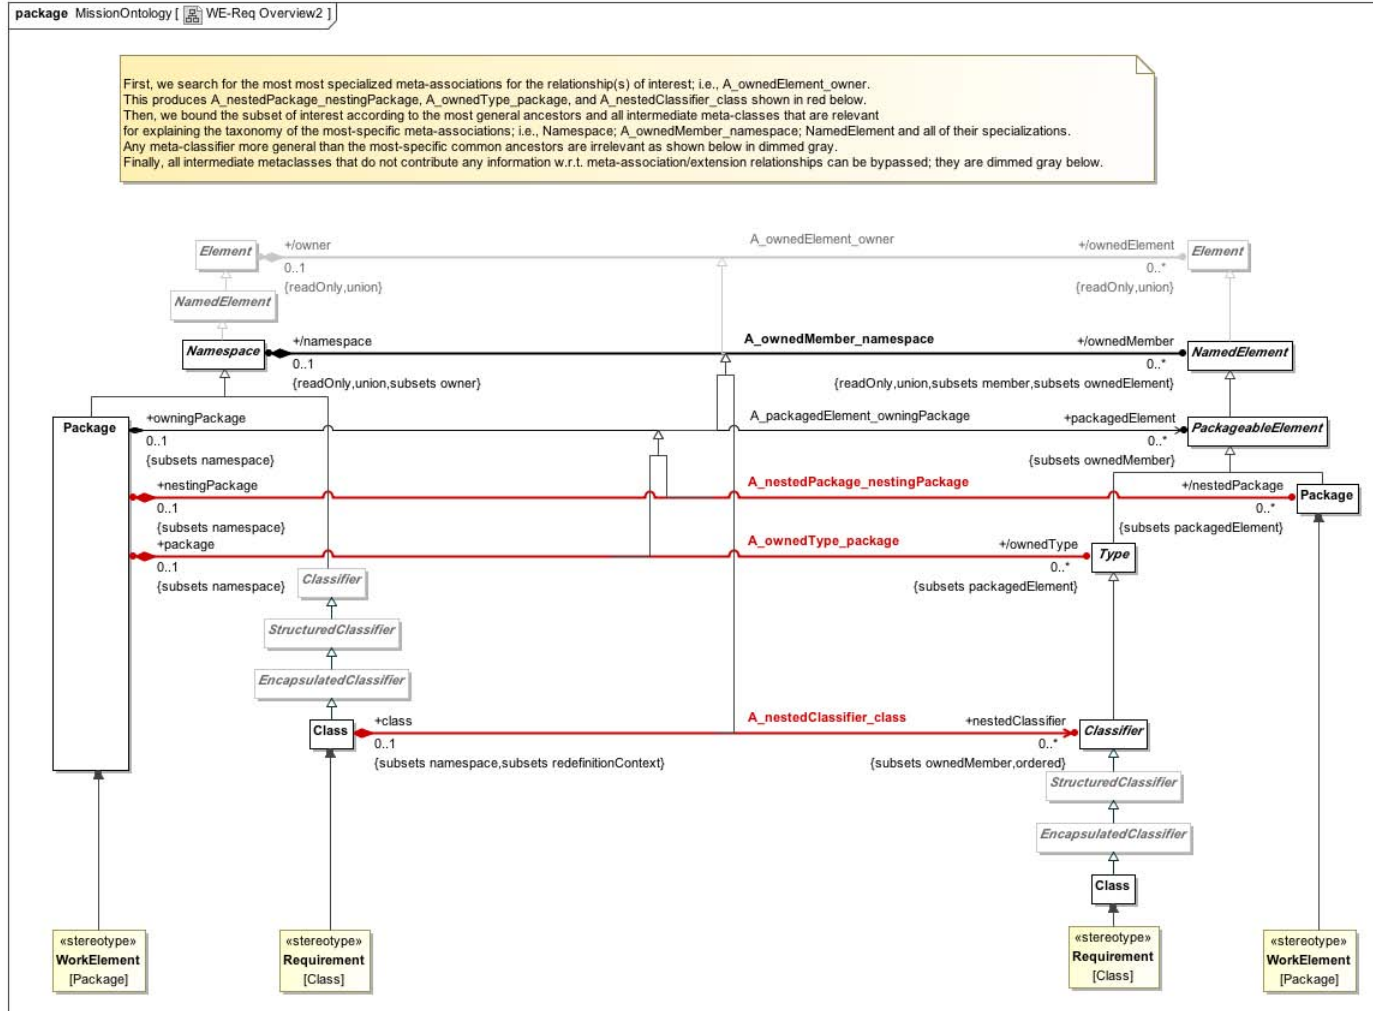 package MissionOntology [ WE-Req Overview2 ]
First, we search for the most most specialized meta-associations for the relationship(s) of interest; i.e., A_ownedElement_owner.
This produces A_nestedPackage_nestingPackage, A_ownedType_package, and A_nestedClassifier_class shown in red below.
Then, we bound the subset of interest according to the most general ancestors and all intermediate meta-classes that are relevant
for explaining the taxonomy of the most-specific meta-associations; i.e., Namespace; A_ownedMember_namespace; NamedElement and all of their specializations.
Any meta-classifier more general than the most-specific common ancestors are irrelevant as shown below in dimmed gray.
Finally, all intermediate metaclasses that do not contribute any information w.r.t. meta-association/extension relationships can be bypassed; they are dimmed gray below.
Element
+/owner
A_ownedElement_owner
+/ownedElement
Element
0..1
0..*
{readOnly,union}
{readOnly,union}
NamedElement
Namespace
+/namespace
A_ownedMember_namespace
+/ownedMember
NamedElement
0..1
0..*
{readOnly,union,subsets owner}
{readOnly,union,subsets member,subsets ownedElement}
Package
+owningPackage
A_packagedElement_owningPackage
+packagedElement
PackageableElement
0..1
0..*
{subsets namespace}
{subsets ownedMember}
+nestingPackage
A_nestedPackage_nestingPackage
+/nestedPackage
Package
0..1
0..*
{subsets namespace}
{subsets packagedElement}
+package
A_ownedType_package
+/ownedType
Type
0..1
0..*
{subsets namespace}
{subsets packagedElement}
Classifier
StructuredClassifier
EncapsulatedClassifier
Class
+class
A_nestedClassifier_class
+nestedClassifier
Classifier
0..1
0..*
{subsets namespace,subsets redefinitionContext}
{subsets ownedMember,ordered}
StructuredClassifier
EncapsulatedClassifier
Class
«stereotype»
WorkElement
[Package]
«stereotype»
Requirement
[Class]
«stereotype»
Requirement
[Class]
«stereotype»
WorkElement
[Package]